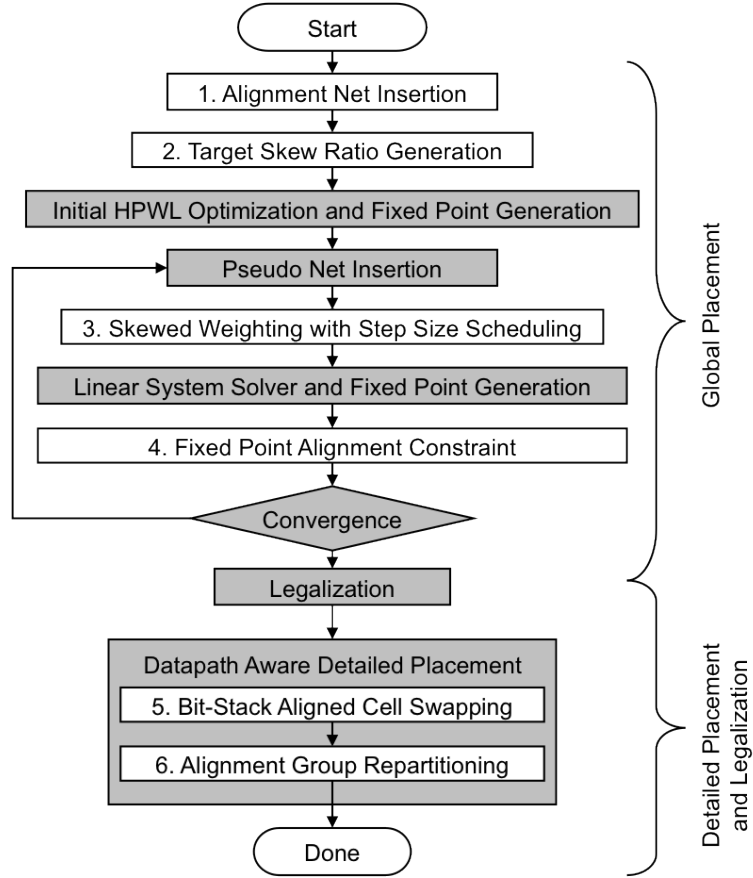 Start
1. Alignment Net Insertion
2. Target Skew Ratio Generation
Initial HPWL Optimization and Fixed Point Generation
Pseudo Net Insertion
3. Skewed Weighting with Step Size Scheduling
Linear System Solver and Fixed Point Generation
4. Fixed Point Alignment Constraint
Convergence
Legalization
Datapath Aware Detailed Placement
5. Bit-Stack Aligned Cell Swapping
6. Alignment Group Repartitioning
Done
Global Placement
Detailed Placement
and Legalization